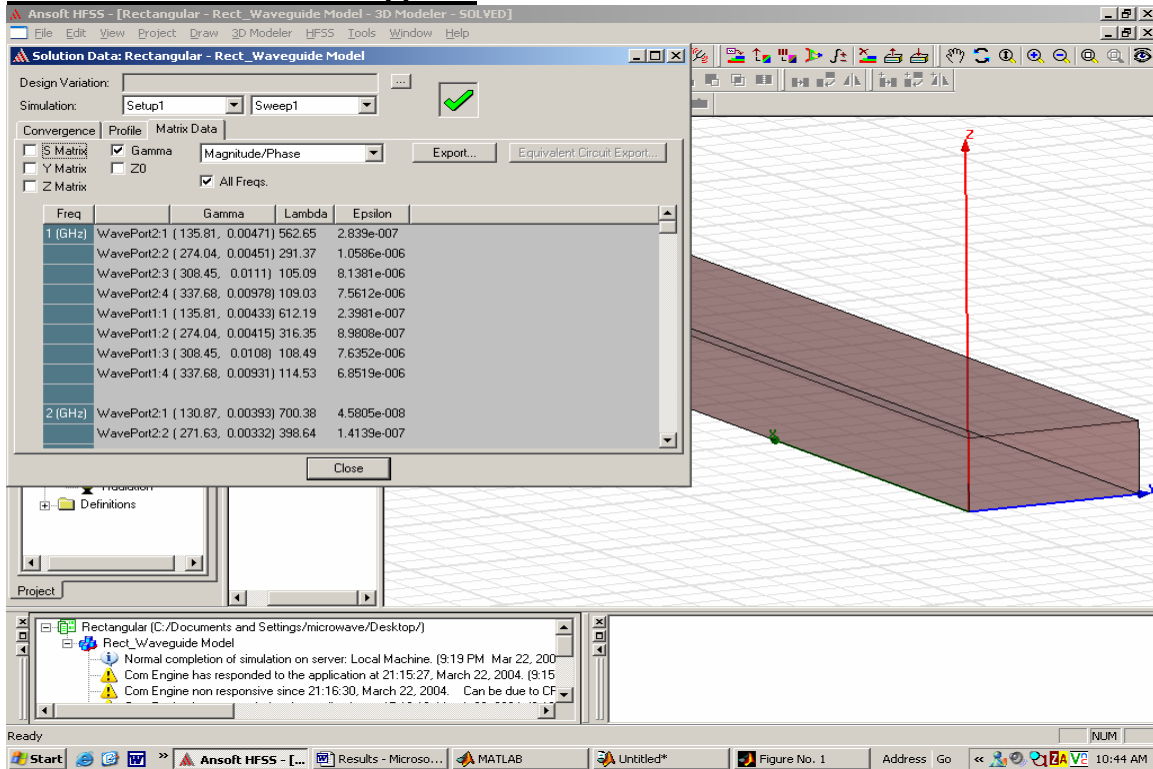 Ansoft HFSS - [Rectangular - Rect_Waveguide Model - 3D Modeler - SOLVED]
File Edit View Project Draw 3D Modeler HFSS Tools Window Help
Solution Data: Rectangular - Rect_Waveguide Model
Design Variation:
...
Simulation: Setup1 Sweep1
Convergence Profile Matrix Data
S Matrix Gamma Magnitude/Phase Export... Equivalent Circuit Export...
Y Matrix Z0
Z Matrix All Freqs.
Freq Gamma Lambda Epsilon
1 (GHz) WavePort2:1 ( 135.81, 0.00471) 562.65 2.839e-007
WavePort2:2 ( 274.04, 0.00451) 291.37 1.0586e-006
WavePort2:3 ( 308.45, 0.0111) 105.09 8.1381e-006
WavePort2:4 ( 337.68, 0.00978) 109.03 7.5612e-006
WavePort1:1 ( 135.81, 0.00433) 612.19 2.3981e-007
WavePort1:2 ( 274.04, 0.00415) 316.35 8.9808e-007
WavePort1:3 ( 308.45, 0.0108) 108.49 7.6352e-006
WavePort1:4 ( 337.68, 0.00931) 114.53 6.8519e-006
2 (GHz) WavePort2:1 ( 130.87, 0.00393) 700.38 4.5805e-008
WavePort2:2 ( 271.63, 0.00332) 398.64 1.4139e-007
Close
Z
Radiation
Definitions
Project
Rectangular (C:/Documents and Settings/microwave/Desktop/)
Rect_Waveguide Model
Normal completion of simulation on server: Local Machine. (9:19 PM Mar 22, 200
Com Engine has responded to the application at 21:15:27, March 22, 2004. (9:15
Com Engine non responsive since 21:16:30, March 22, 2004. Can be due to CF
Ready NUM
Start » Ansoft HFSS - [... Results - Microso... MATLAB Untitled* Figure No. 1 Address Go « 10:44 AM